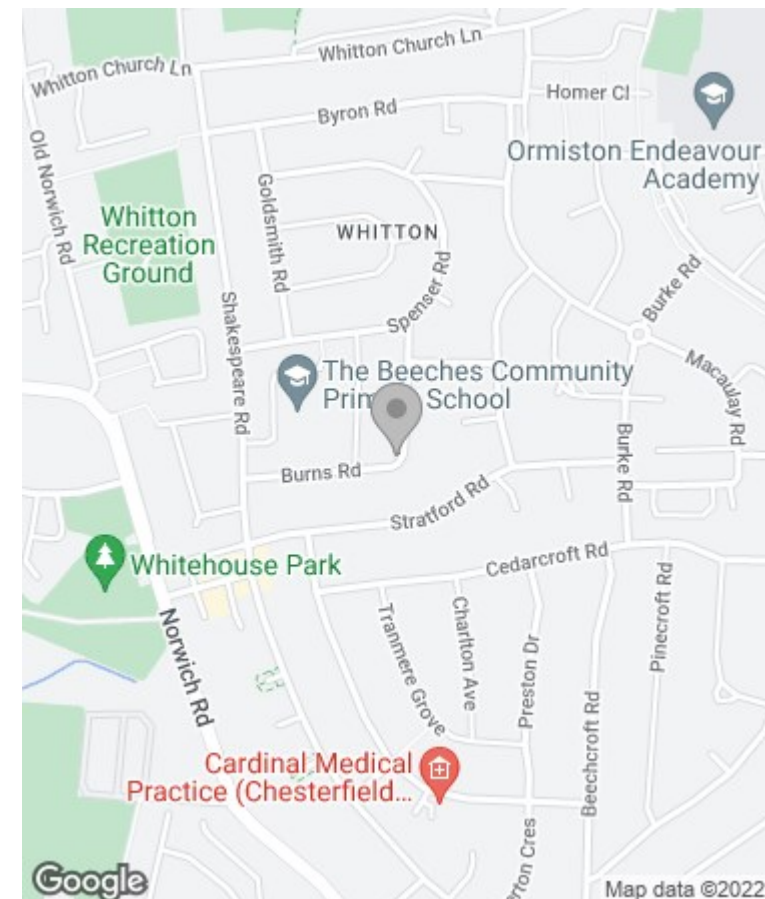 Whitton Church Ln
Whitton Church Ln
Homer Cl
Byron Rd
Ormiston Endeavour
Academy
Old Norwich Rd
Goldsmith Rd
Whitton
Recreation
Ground
WHITTON
Spenser Rd
Burke Rd
Shakespeare Rd
Macaulay Rd
The Beeches Community
School
Burns Rd
Burke Rd
Stratford Rd
Whitehouse Park
Cedarcroft Rd
Norwich Rd
Tranmere Grove
Charlton Ave
Preston Dr
Pinecroft Rd
Beechcroft Rd
Cardinal Medical
Practice (Chesterfield...
erton Cres
Google
Map data ©2022